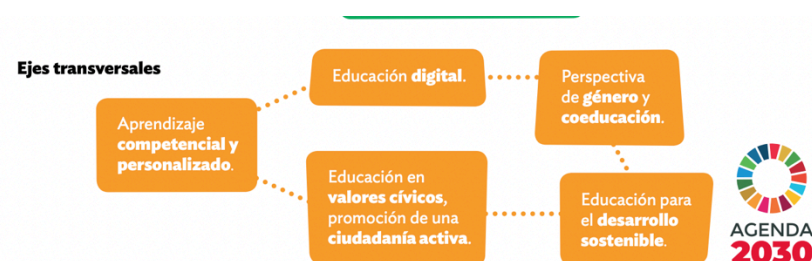 Ejes transversales
Aprendizaje
competencial y
personalizado.
Educación digital.
Perspectiva
de género y
coeducación.
Educación en
valores cívicos,
promoción de una
ciudadanía activa.
Educación para
el desarrollo
sostenible.
AGENDA
2030